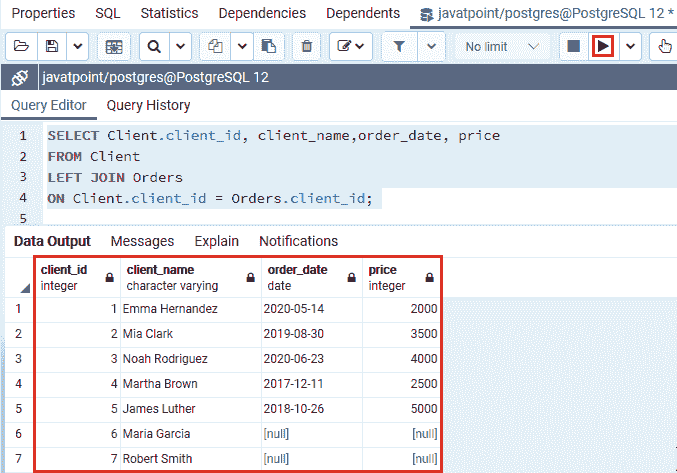 Properties SQL Statistics Dependencies Dependents javatpoint/postgres@PostgreSQL 12 *
No limit
javatpoint/postgres@PostgreSQL 12
Query Editor Query History
1 SELECT Client.client_id, client_name,order_date, price
2 FROM Client
3 LEFT JOIN Orders
4 ON Client.client_id = Orders.client_id;
5
Data Output Messages Explain Notifications
client_id client_name order_date price
integer character varying date integer
1 1 Emma Hernandez 2020-05-14 2000
2 2 Mia Clark 2019-08-30 3500
3 3 Noah Rodriguez 2020-06-23 4000
4 4 Martha Brown 2017-12-11 2500
5 5 James Luther 2018-10-26 5000
6 6 Maria Garcia [null] [null]
7 7 Robert Smith [null] [null]